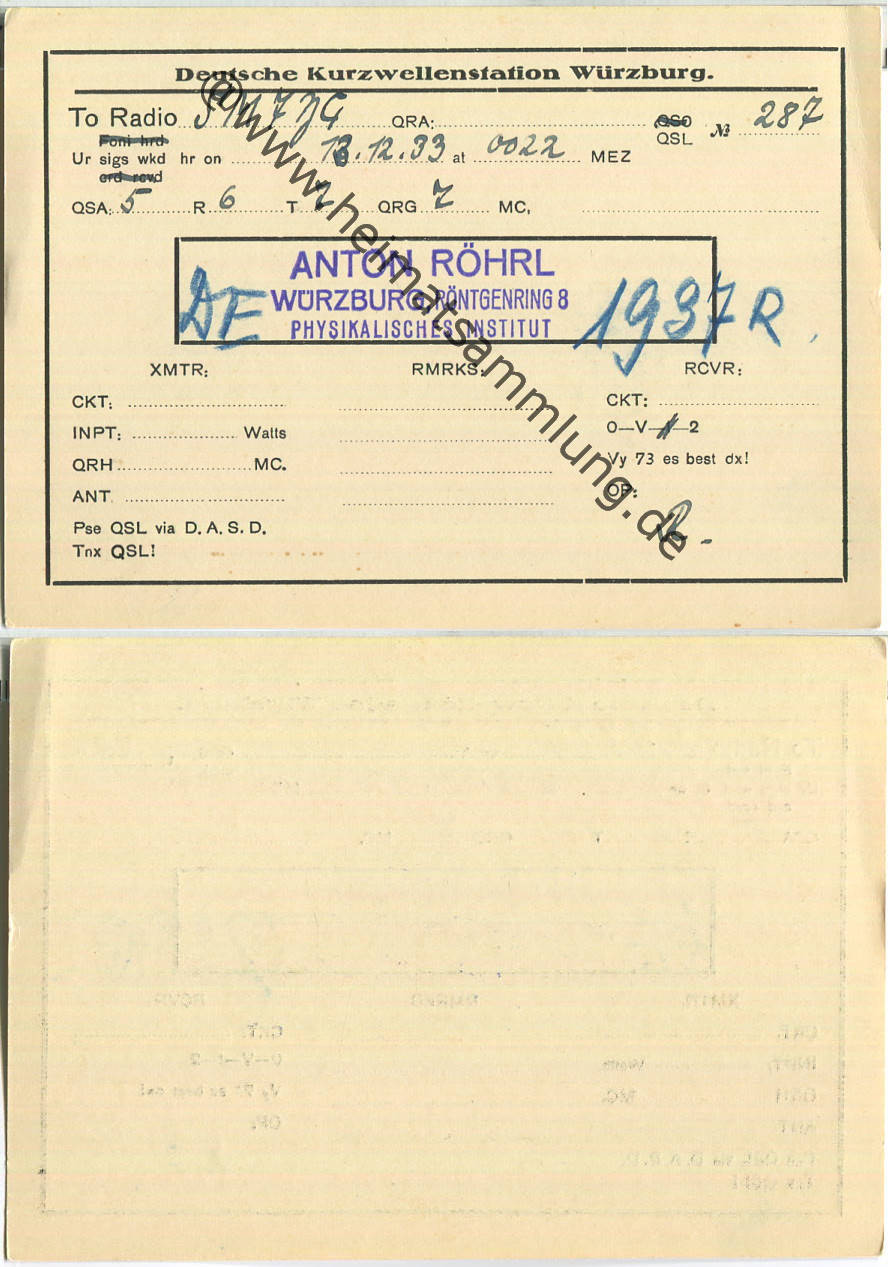 Deutsche Kurzwellenstation Würzburg.
To Radio SM7YG QRA: QSO QSL № 287
Foni hrd
Ur sigs wkd hr on 13.12.33 at 0022 MEZ
crd rcvd
QSA: 5 R 6 T 7 QRG 7 MC,
ANTON RÖHRL
WÜRZBURG, RÖNTGENRING 8
PHYSIKALISCHES INSTITUT
DE 1937 R.
XMTR: RMRKS: RCVR:
CKT: CKT:
INPT: Watts 0—V—1—2
QRH MC. Vy 73 es best dx!
ANT OP: R.
Pse QSL via D. A. S. D.
Tnx QSL!
@www.heimatsammlung.de